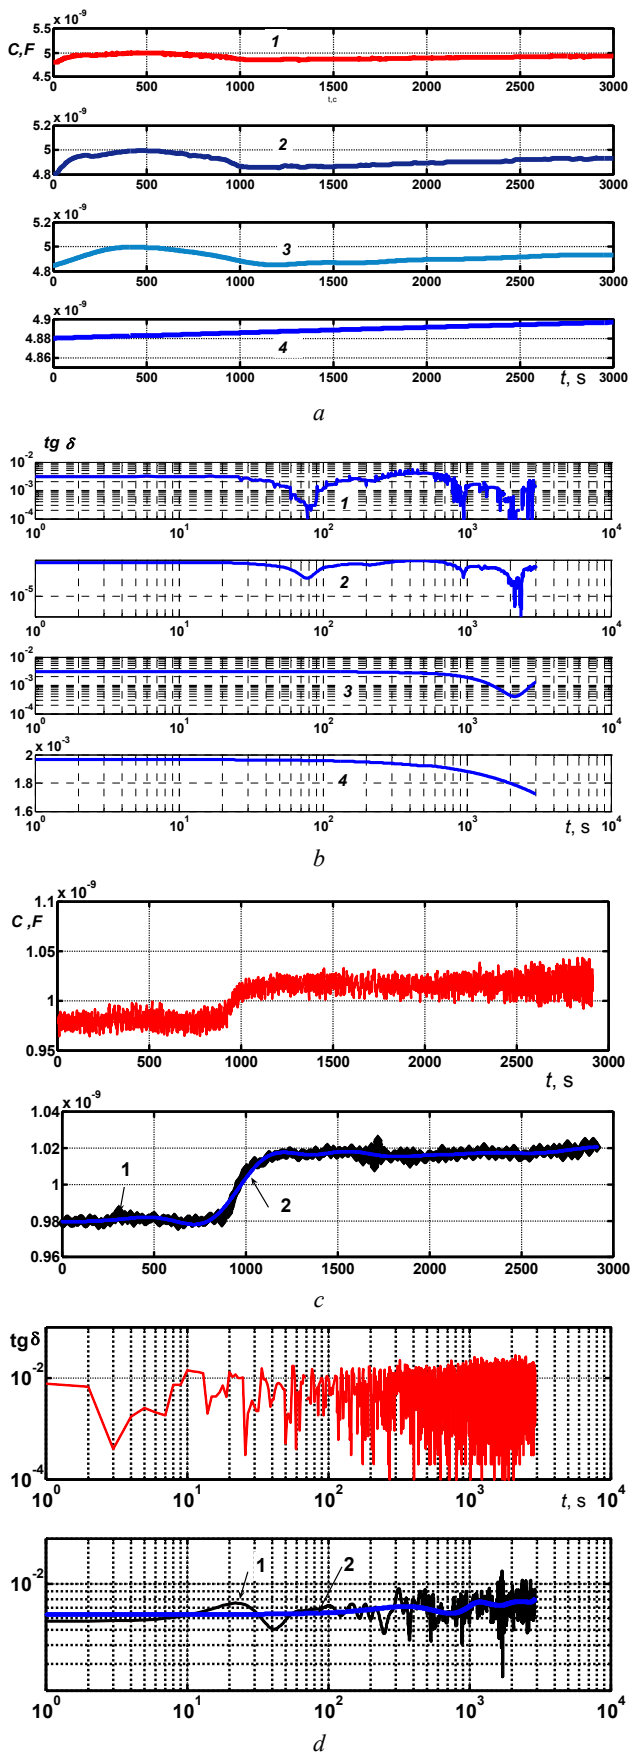 x 10⁻⁹
C,F
5.5
5
4.5
1
0 500 1000 1500 2000 2500 3000
t,c
x 10⁻⁹
5.2
5
4.8
2
0 500 1000 1500 2000 2500 3000
x 10⁻⁹
5.2
5
4.8
3
0 500 1000 1500 2000 2500 3000
x 10⁻⁹
4.9
4.88
4.86
4
0 500 1000 1500 2000 2500 3000
t, s
a
tg δ
10⁻²
10⁻³
10⁻⁴
1
10⁰ 10¹ 10² 10³ 10⁴
10⁻⁵
2
10⁰ 10¹ 10² 10³ 10⁴
10⁻²
10⁻³
10⁻⁴
3
10⁰ 10¹ 10² 10³ 10⁴
x 10⁻³
2
1.8
1.6
4
10⁰ 10¹ 10² 10³ 10⁴
t, s
b
x 10⁻⁹
1.1
C ,F
1.05
1
0.95
0 500 1000 1500 2000 2500 3000
t, s
x 10⁻⁹
1.04
1.02
1
0.98
0.96
1
2
0 500 1000 1500 2000 2500 3000
c
tg δ
10⁻²
10⁻⁴
10⁰ 10¹ 10² 10³ t, s 10⁴
10⁻²
1 2
10⁰ 10¹ 10² 10³ 10⁴
d